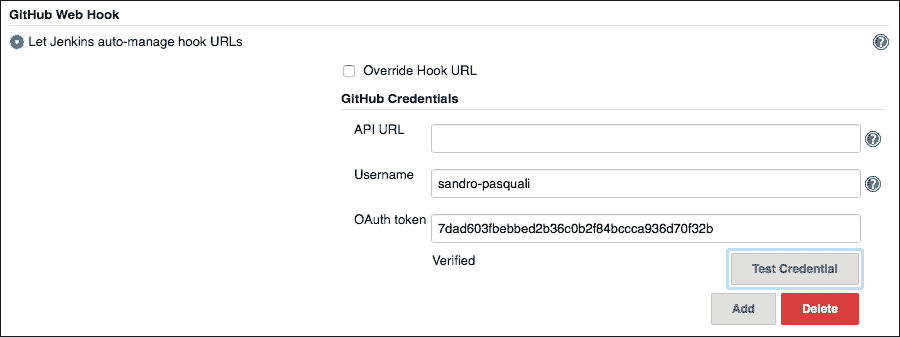 GitHub Web Hook
Let Jenkins auto-manage hook URLs
Override Hook URL
GitHub Credentials
API URL
Username
sandro-pasquali
OAuth token
7dad603fbebbed2b36c0b2f84bccca936d70f32b
Verified
Test Credential
Add
Delete